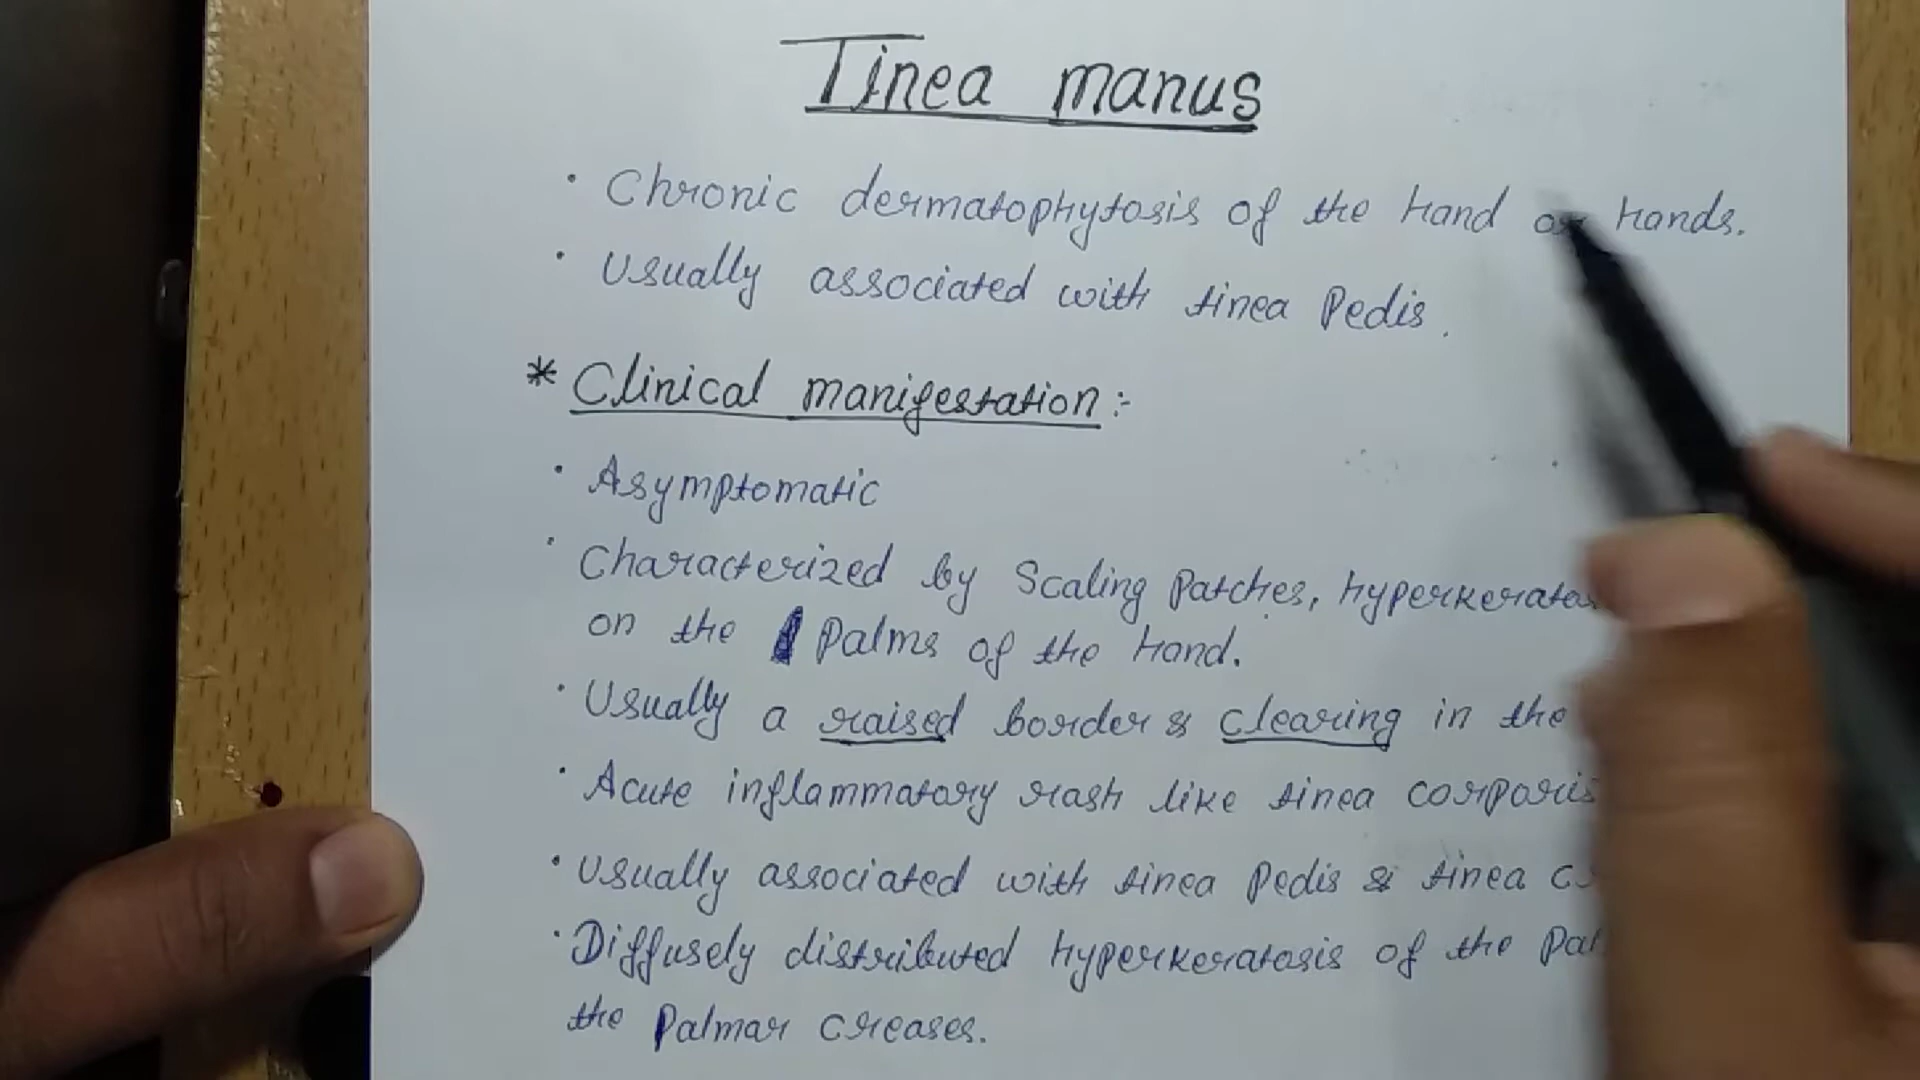 Tinea manus
· Chronic dermatophytosis of the hand or hands.
· Usually associated with tinea Pedis.
* Clinical manifestation:-
· Asymptomatic
· Characterized by Scaling Patches,
on the Palms of the hand.
· Usually a raised border & clearing in the
· Acute inflammatory rash like tinea corporis
· Usually associated with tinea Pedis & tinea
· Diffusely distributed hyperkeratosis of the
the Palmar creases.